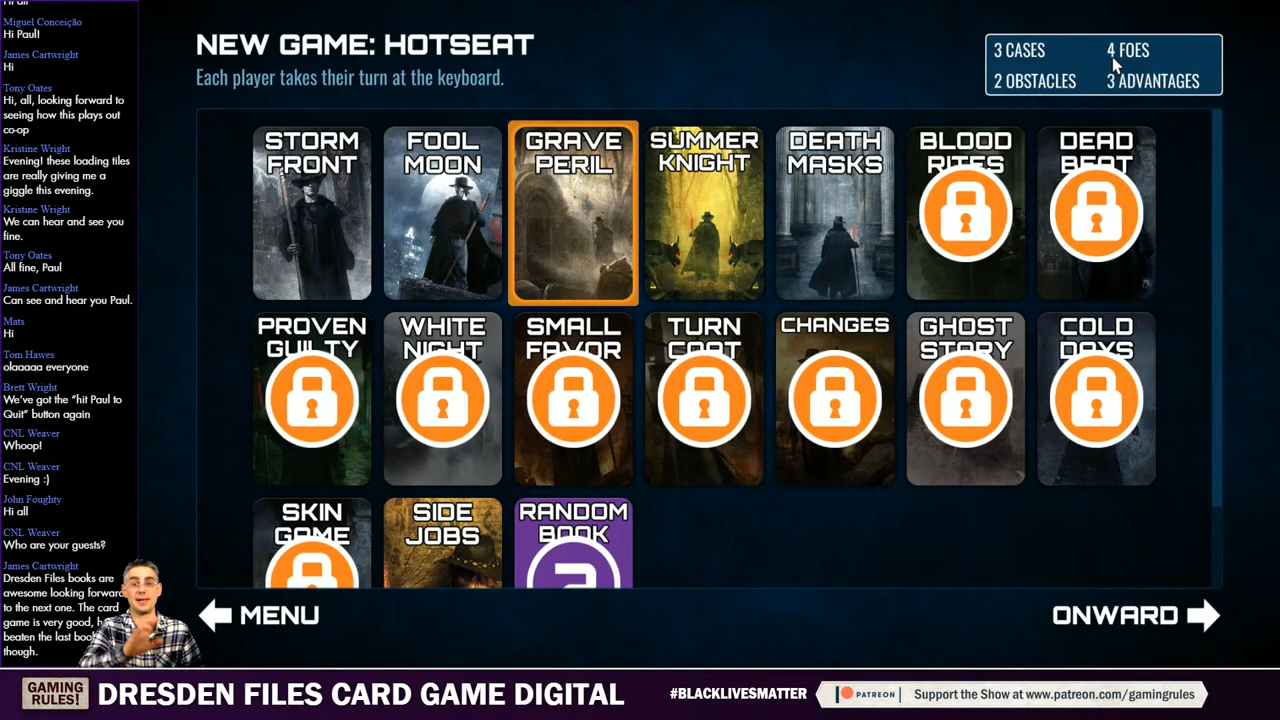 Hi all
Miguel Conceição
Hi Paul!
James Cartwright
Hi
Tony Oates
Hi, all, looking forward to
seeing how this plays out
co-op
Kristine Wright
Evening! these loading tiles
are really giving me a
giggle this evening.
Kristine Wright
We can hear and see you
fine.
Tony Oates
All fine, Paul
James Cartwright
Can see and hear you Paul.
Mats
Hi
Tom Hawes
olaaaaa everyone
Brett Wright
We've got the "hit Paul to
Quit" button again
CNL Weaver
Whoop!
CNL Weaver
Evening :)
John Foughty
Hi all
CNL Weaver
Who are your guests?
James Cartwright
Dresden Files books are
awesome looking forward
to the next one. The card
game is very good,
beaten the last
though.
NEW GAME: HOTSEAT
Each player takes their turn at the keyboard.
3 CASES 4 FOES
2 OBSTACLES 3 ADVANTAGES
STORM
FRONT
FOOL
MOON
GRAVE
PERIL
SUMMER
KNIGHT
DEATH
MASKS
BLOOD
RITES
DEAD
BEAT
PROVEN
GUILTY
WHITE
NIGHT
SMALL
FAVOR
TURN
COAT
CHANGES
GHOST
STORY
COLD
DAYS
SKIN
GAME
SIDE
JOBS
RANDOM
BOOK
MENU
ONWARD
GAMING
RULES!
DRESDEN FILES CARD GAME DIGITAL
#BLACKLIVESMATTER
PATREON
Support the Show at www.patreon.com/gamingrules